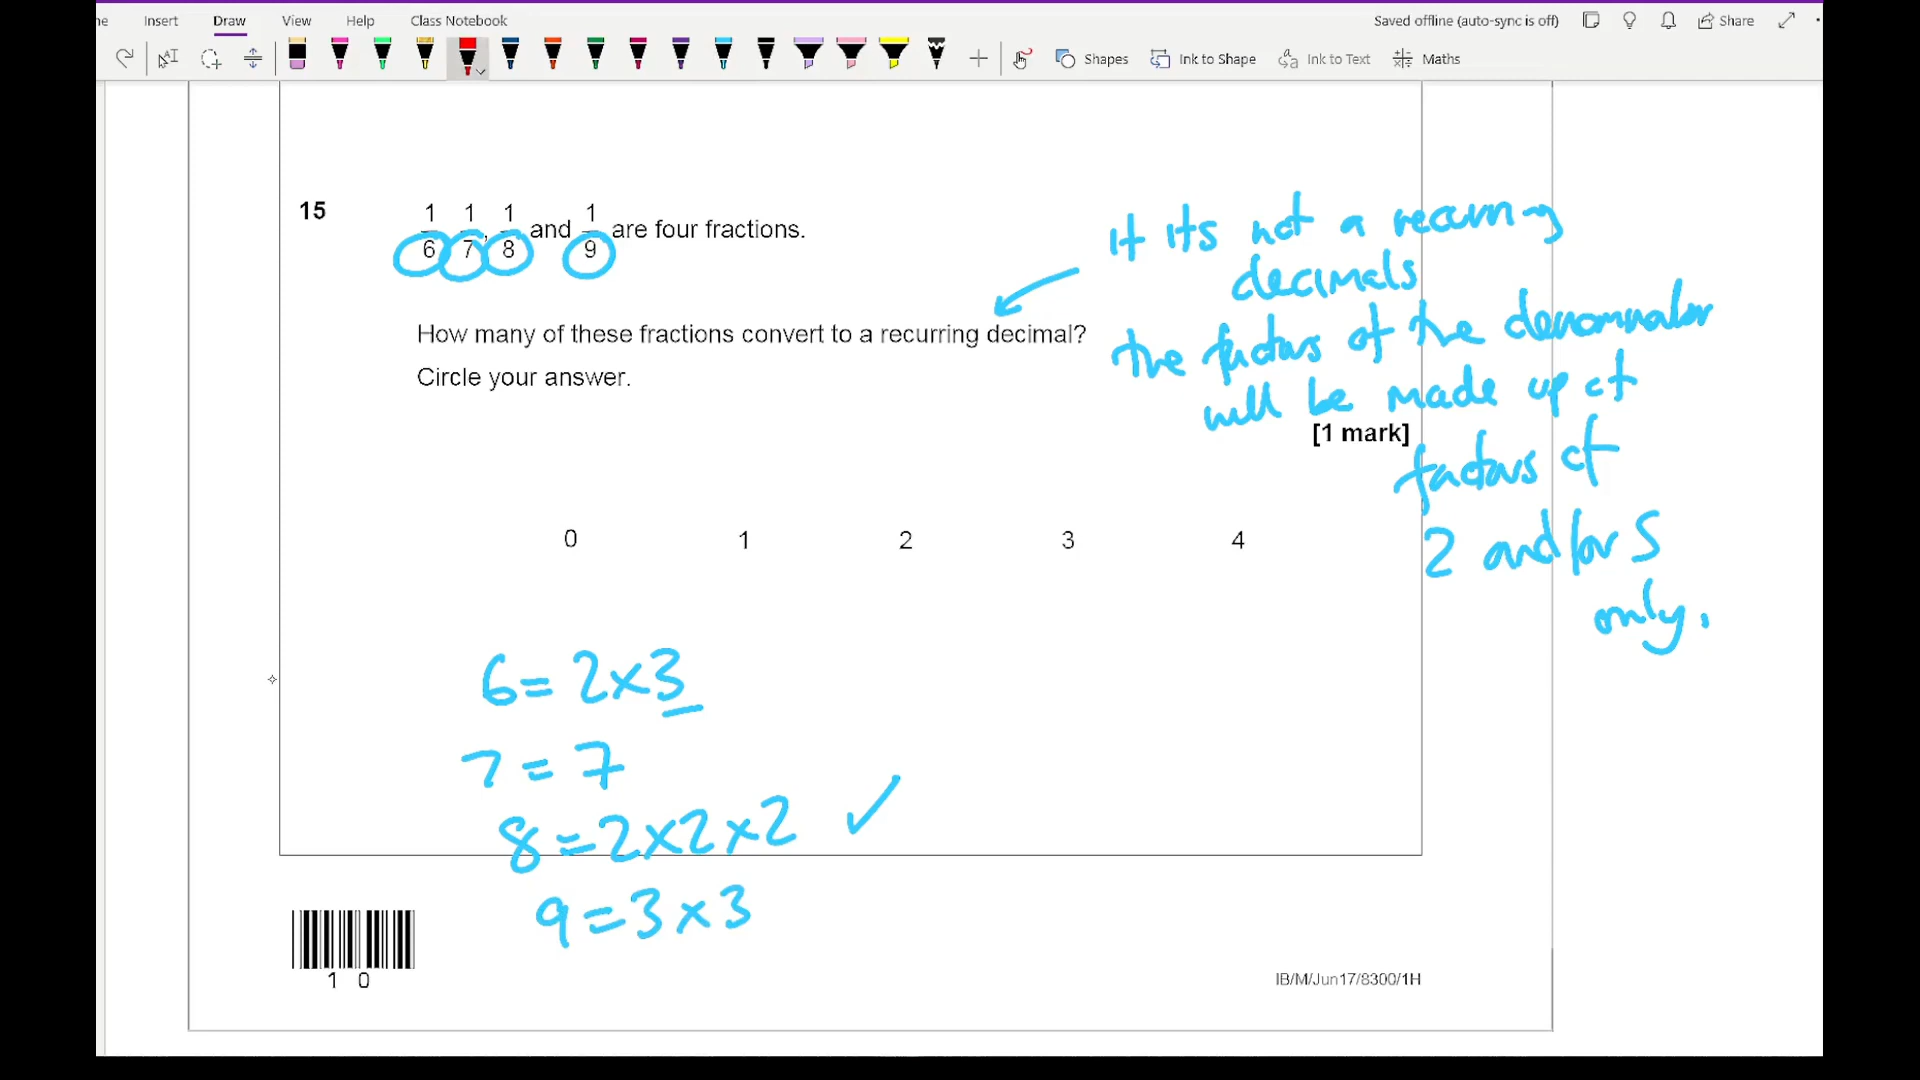 Insert Draw View Help Class Notebook
Saved offline (auto-sync is off) Share
Shapes Ink to Shape Ink to Text Maths
15
1/6 1/7, 1/8 and 1/9 are four fractions.
How many of these fractions convert to a recurring decimal?
Circle your answer.
[1 mark]
0 1 2 3 4
If its not a recurring
decimals
the factors of the denomnator
will be made up of
factors of
2 and/or 5
only.
6 = 2×3
7 = 7
8 = 2×2×2 ✓
9 = 3×3
1 0
IB/M/Jun17/8300/1H